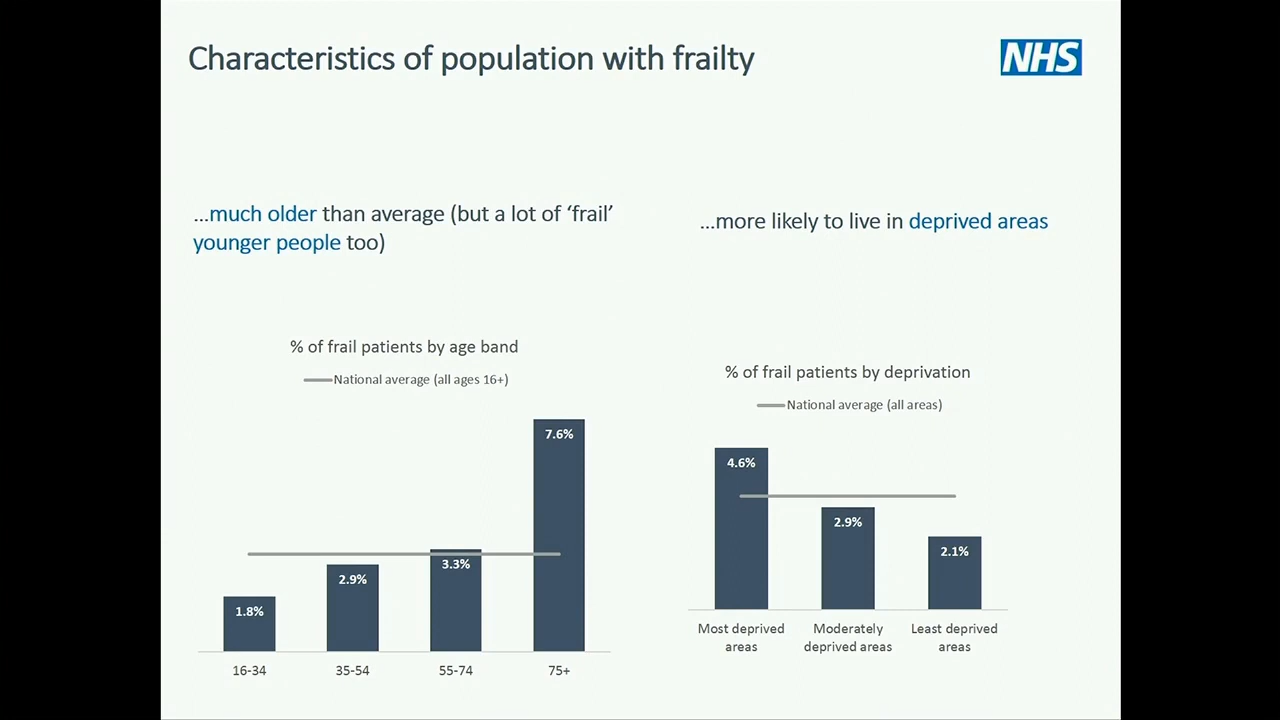 Characteristics of population with frailty
NHS
...much older than average (but a lot of ‘frail’
younger people too)
...more likely to live in deprived areas
% of frail patients by age band
National average (all ages 16+)
7.6%
3.3%
2.9%
1.8%
16-34
35-54
55-74
75+
% of frail patients by deprivation
National average (all areas)
4.6%
2.9%
2.1%
Most deprived
areas
Moderately
deprived areas
Least deprived
areas